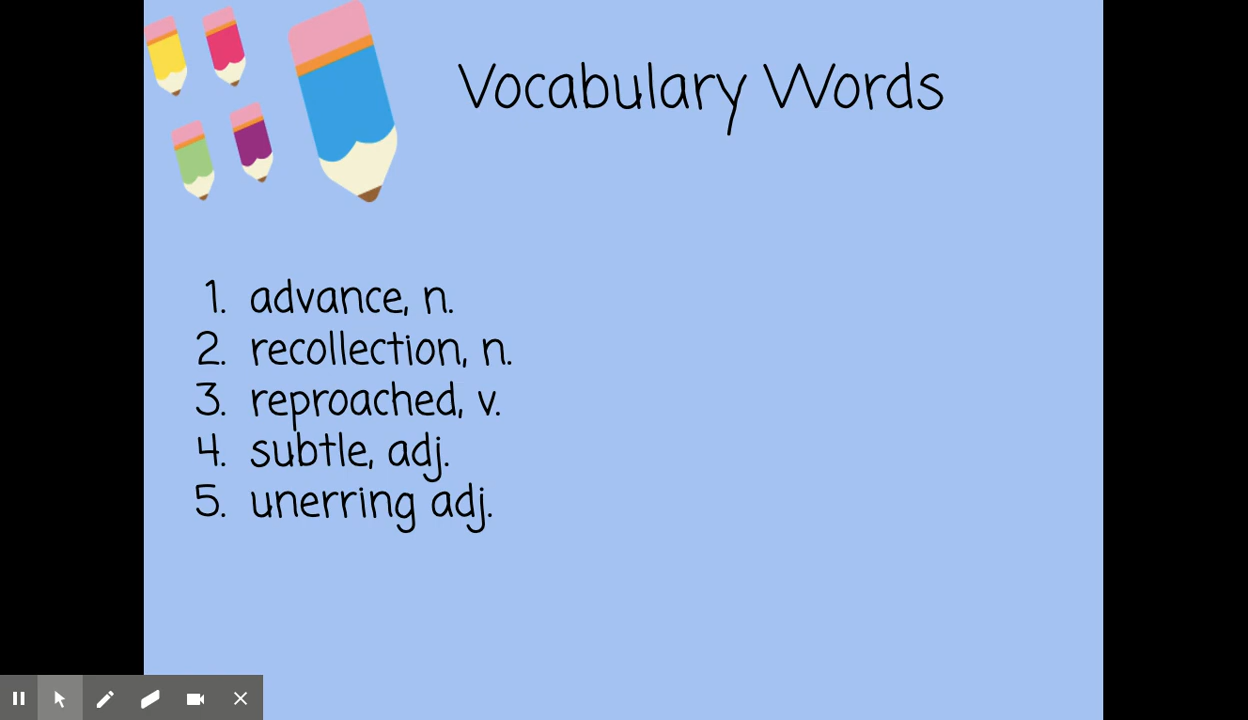 Vocabulary Words
1. advance, n.
2. recollection, n.
3. reproached, v.
4. subtle, adj.
5. unerring adj.